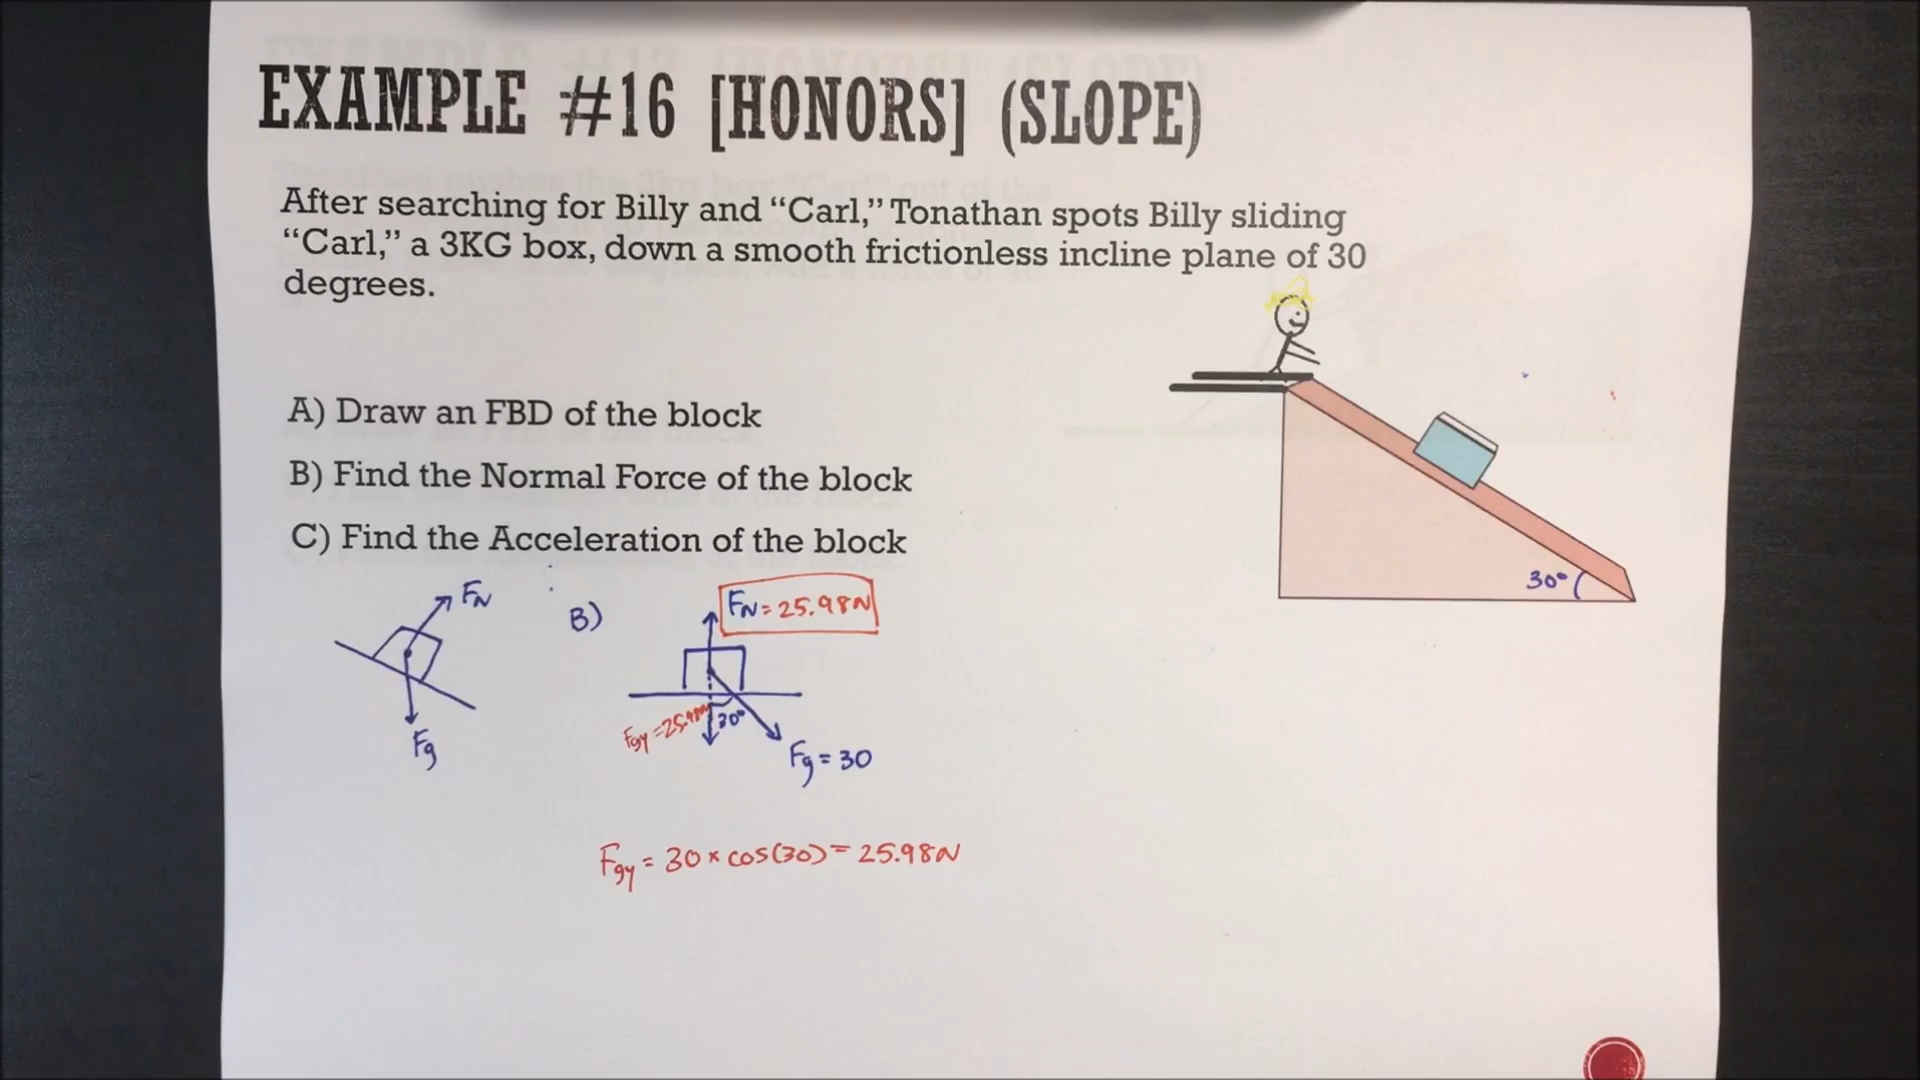 EXAMPLE #16 [HONORS] (SLOPE)
After searching for Billy and “Carl,” Tonathan spots Billy sliding
“Carl,” a 3KG box, down a smooth frictionless incline plane of 30
degrees.
A) Draw an FBD of the block
B) Find the Normal Force of the block
C) Find the Acceleration of the block
30°
FN
Fg
B)
FN = 25.98N
Fgy = 25.98N
30°
Fg = 30
Fgy = 30 × cos(30) = 25.98N